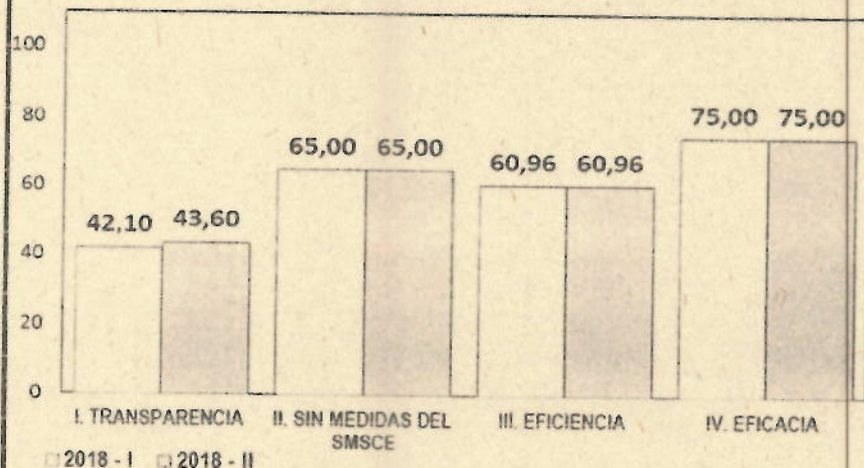 100
80
60
40
20
0
42,10 43,60
65,00 65,00
60,96 60,96
75,00 75,00
I. TRANSPARENCIA
II. SIN MEDIDAS DEL
SMSCE
III. EFICIENCIA
IV. EFICACIA
2018 - I 2018 - II